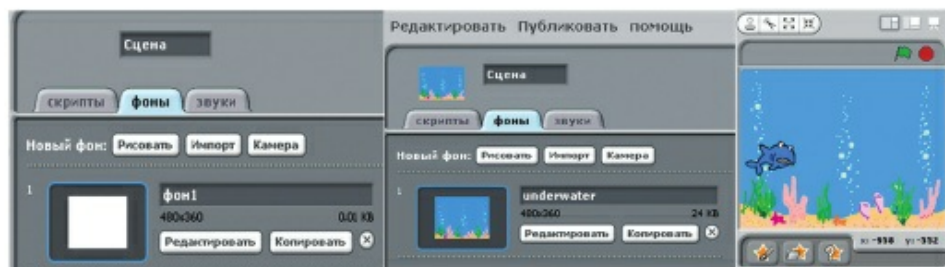 Сцена
скрипты фоны звуки
Новый фон: Рисовать Импорт Камера
1
фон1
480x360 0.01 KB
Редактировать Копировать
Редактировать Публиковать помощь
Сцена
скрипты фоны звуки
Новый фон: Рисовать Импорт Камера
1
underwater
480x360 24 KB
Редактировать Копировать